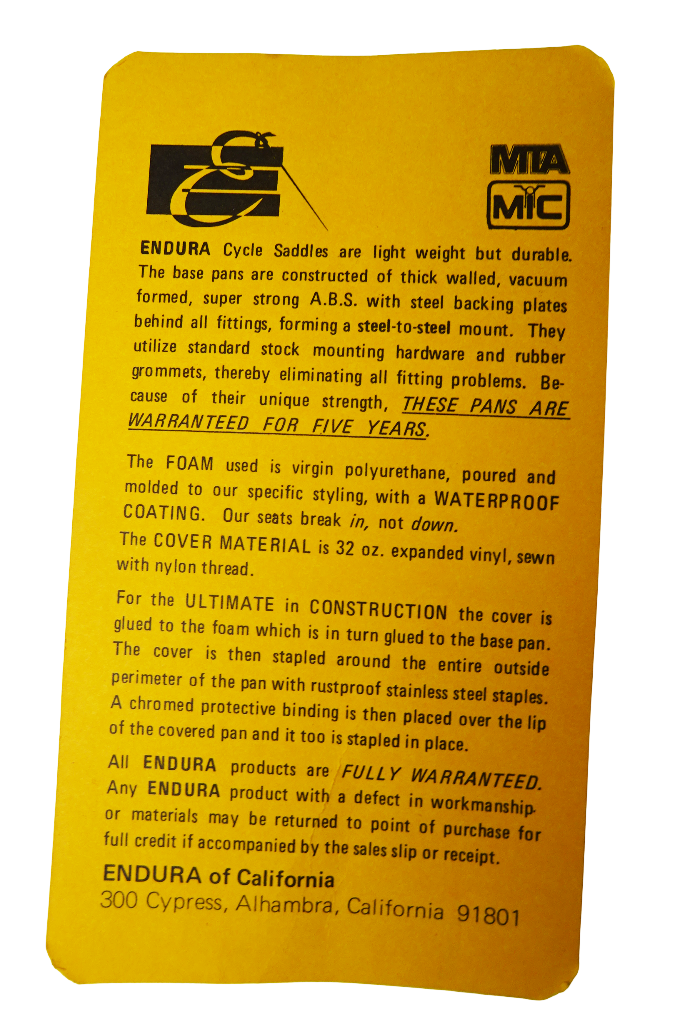 E
MTA
MIC
ENDURA Cycle Saddles are light weight but durable.
The base pans are constructed of thick walled, vacuum
formed, super strong A.B.S. with steel backing plates
behind all fittings, forming a steel-to-steel mount. They
utilize standard stock mounting hardware and rubber
grommets, thereby eliminating all fitting problems. Be-
cause of their unique strength, THESE PANS ARE
WARRANTEED FOR FIVE YEARS.
The FOAM used is virgin polyurethane, poured and
molded to our specific styling, with a WATERPROOF
COATING. Our seats break in, not down.
The COVER MATERIAL is 32 oz. expanded vinyl, sewn
with nylon thread.
For the ULTIMATE in CONSTRUCTION the cover is
glued to the foam which is in turn glued to the base pan.
The cover is then stapled around the entire outside
perimeter of the pan with rustproof stainless steel staples.
A chromed protective binding is then placed over the lip
of the covered pan and it too is stapled in place.
All ENDURA products are FULLY WARRANTEED.
Any ENDURA product with a defect in workmanship
or materials may be returned to point of purchase for
full credit if accompanied by the sales slip or receipt.
ENDURA of California
300 Cypress, Alhambra, California 91801